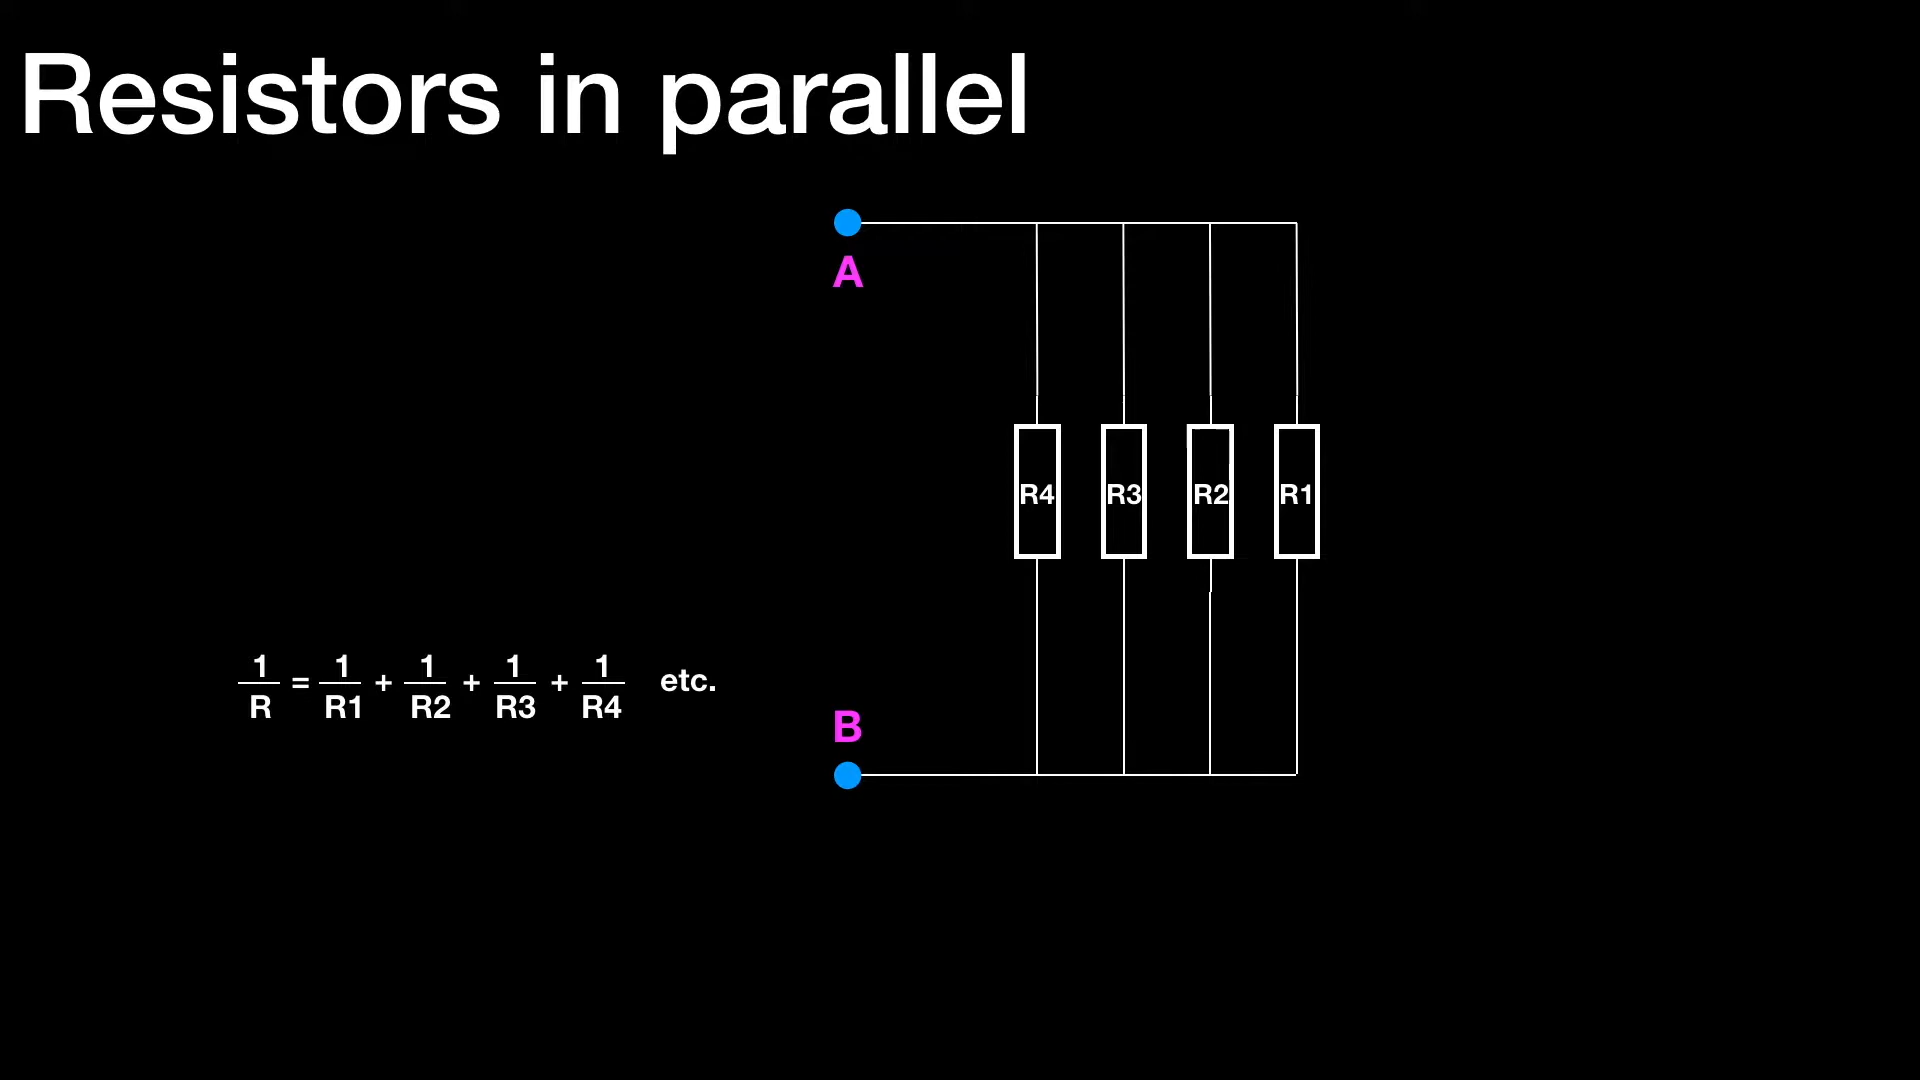 Resistors in parallel
A
R4 R3 R2 R1
1 1 1 1 1
= + + + etc.
R R1 R2 R3 R4
B